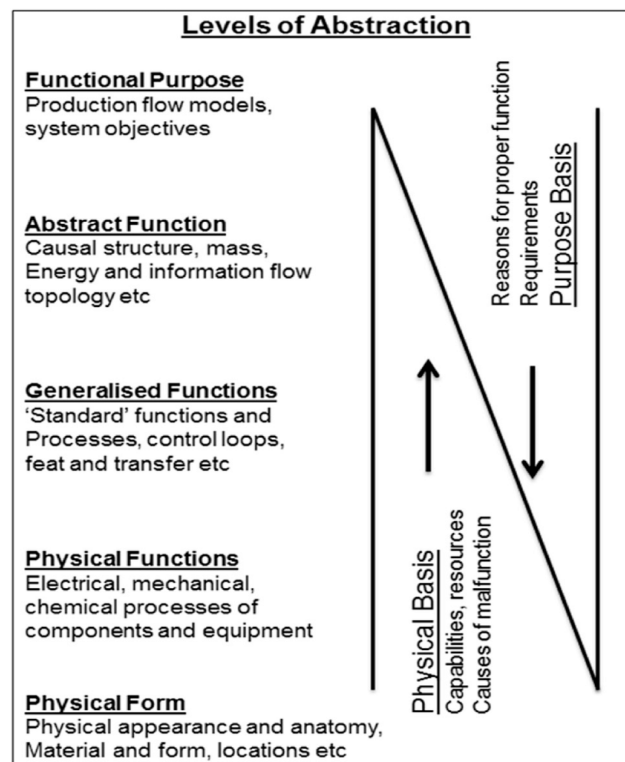 Levels of Abstraction
Functional Purpose
Production flow models,
system objectives
Abstract Function
Causal structure, mass,
Energy and information flow
topology etc
Generalised Functions
‘Standard’ functions and
Processes, control loops,
feat and transfer etc
Physical Functions
Electrical, mechanical,
chemical processes of
components and equipment
Physical Form
Physical appearance and anatomy,
Material and form, locations etc
Physical Basis
Capabilities, resources
Causes of malfunction
Reasons for proper function
Requirements
Purpose Basis